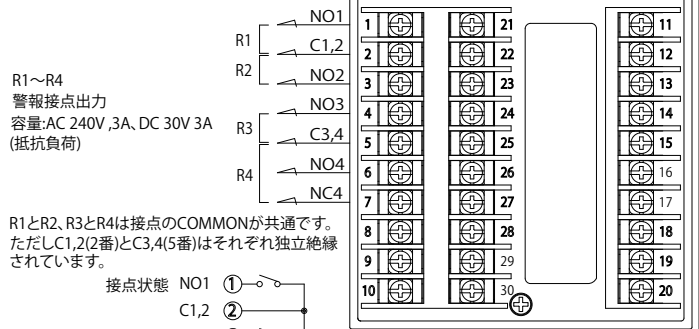 NO1
R1
C1,2
R2
NO2
R1～R4
警報接点出力
容量:AC 240V ,3A、DC 30V 3A
(抵抗負荷)
NO3
R3
C3,4
NO4
R4
NC4
R1とR2、R3とR4は接点のCOMMONが共通です。
ただしC1,2(2番)とC3,4(5番)はそれぞれ独立絶縁
されています。
接点状態 NO1 ①
C1,2 ②
1 21 11
2 22 12
3 23 13
4 24 14
5 25 15
6 26 16
7 27 17
8 28 18
9 29 19
10 30 20